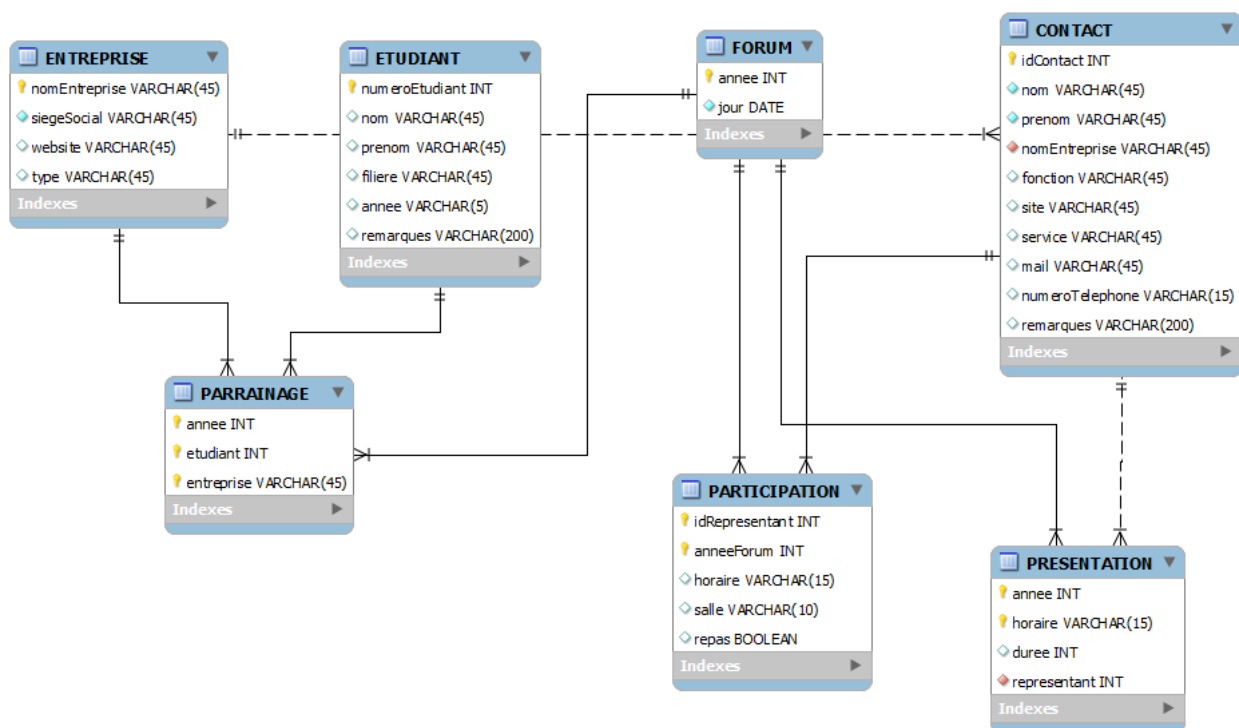 ENTREPRISE
nomEntreprise VARCHAR(45)
siegeSocial VARCHAR(45)
website VARCHAR(45)
type VARCHAR(45)
Indexes
ETUDIANT
numeroEtudiant INT
nom VARCHAR(45)
prenom VARCHAR(45)
filiere VARCHAR(45)
annee VARCHAR(5)
remarques VARCHAR(200)
Indexes
FORUM
annee INT
jour DATE
Indexes
CONTACT
idContact INT
nom VARCHAR(45)
prenom VARCHAR(45)
nomEntreprise VARCHAR(45)
fonction VARCHAR(45)
site VARCHAR(45)
service VARCHAR(45)
mail VARCHAR(45)
numeroTelephone VARCHAR(15)
remarques VARCHAR(200)
Indexes
PARRAINAGE
annee INT
etudiant INT
entreprise VARCHAR(45)
Indexes
PARTICIPATION
idRepresentant INT
anneeForum INT
horaire VARCHAR(15)
salle VARCHAR(10)
repas BOOLEAN
Indexes
PRESENTATION
annee INT
horaire VARCHAR(15)
duree INT
representant INT
Indexes